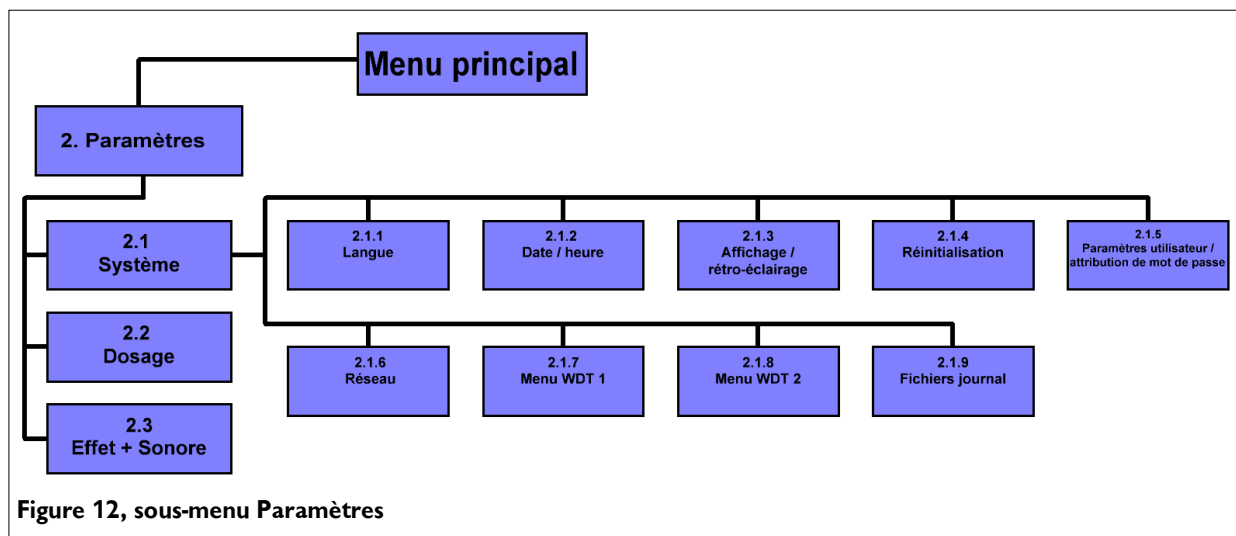 Menu principal
2. Paramètres
2.1
Système
2.1.1
Langue
2.1.2
Date / heure
2.1.3
Affichage /
rétro-éclairage
2.1.4
Réinitialisation
2.1.5
Paramètres utilisateur /
attribution de mot de passe
2.2
Dosage
2.1.6
Réseau
2.1.7
Menu WDT 1
2.1.8
Menu WDT 2
2.1.9
Fichiers journal
2.3
Effet + Sonore
Figure 12, sous-menu Paramètres